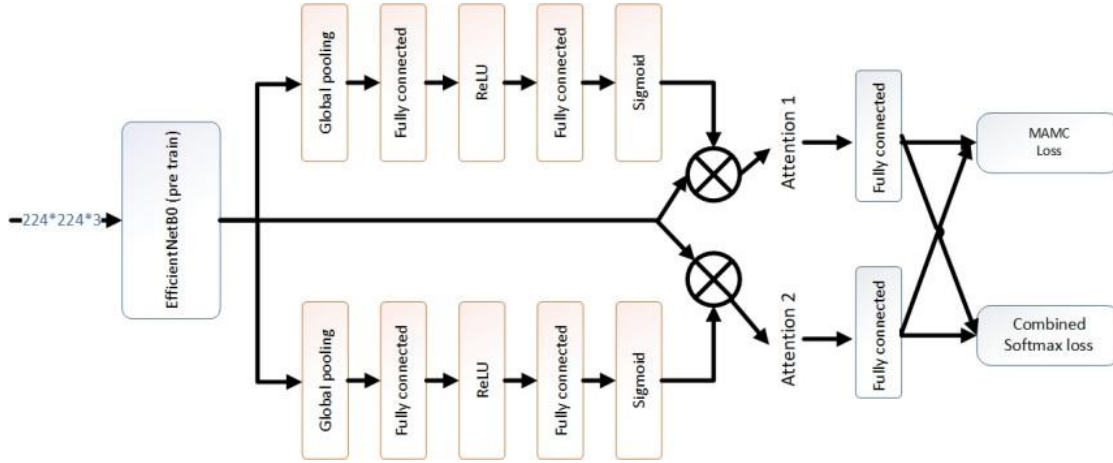 224*224*3
EfficientNetB0 (pre train)
Global pooling
Fully connected
ReLU
Fully connected
Sigmoid
Attention 1
Fully connected
MAMC
Loss
Global pooling
Fully connected
ReLU
Fully connected
Sigmoid
Attention 2
Fully connected
Combined
Softmax loss